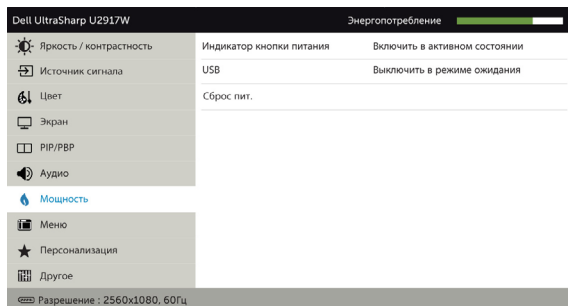 Dell UltraSharp U2917W Энергопотребление
Яркость / контрастность Индикатор кнопки питания Включить в активном состоянии
Источник сигнала USB Выключить в режиме ожидания
Цвет Сброс пит.
Экран
PIP/PBP
Аудио
Мощность
Меню
Персонализация
Другое
Разрешение : 2560x1080, 60Гц